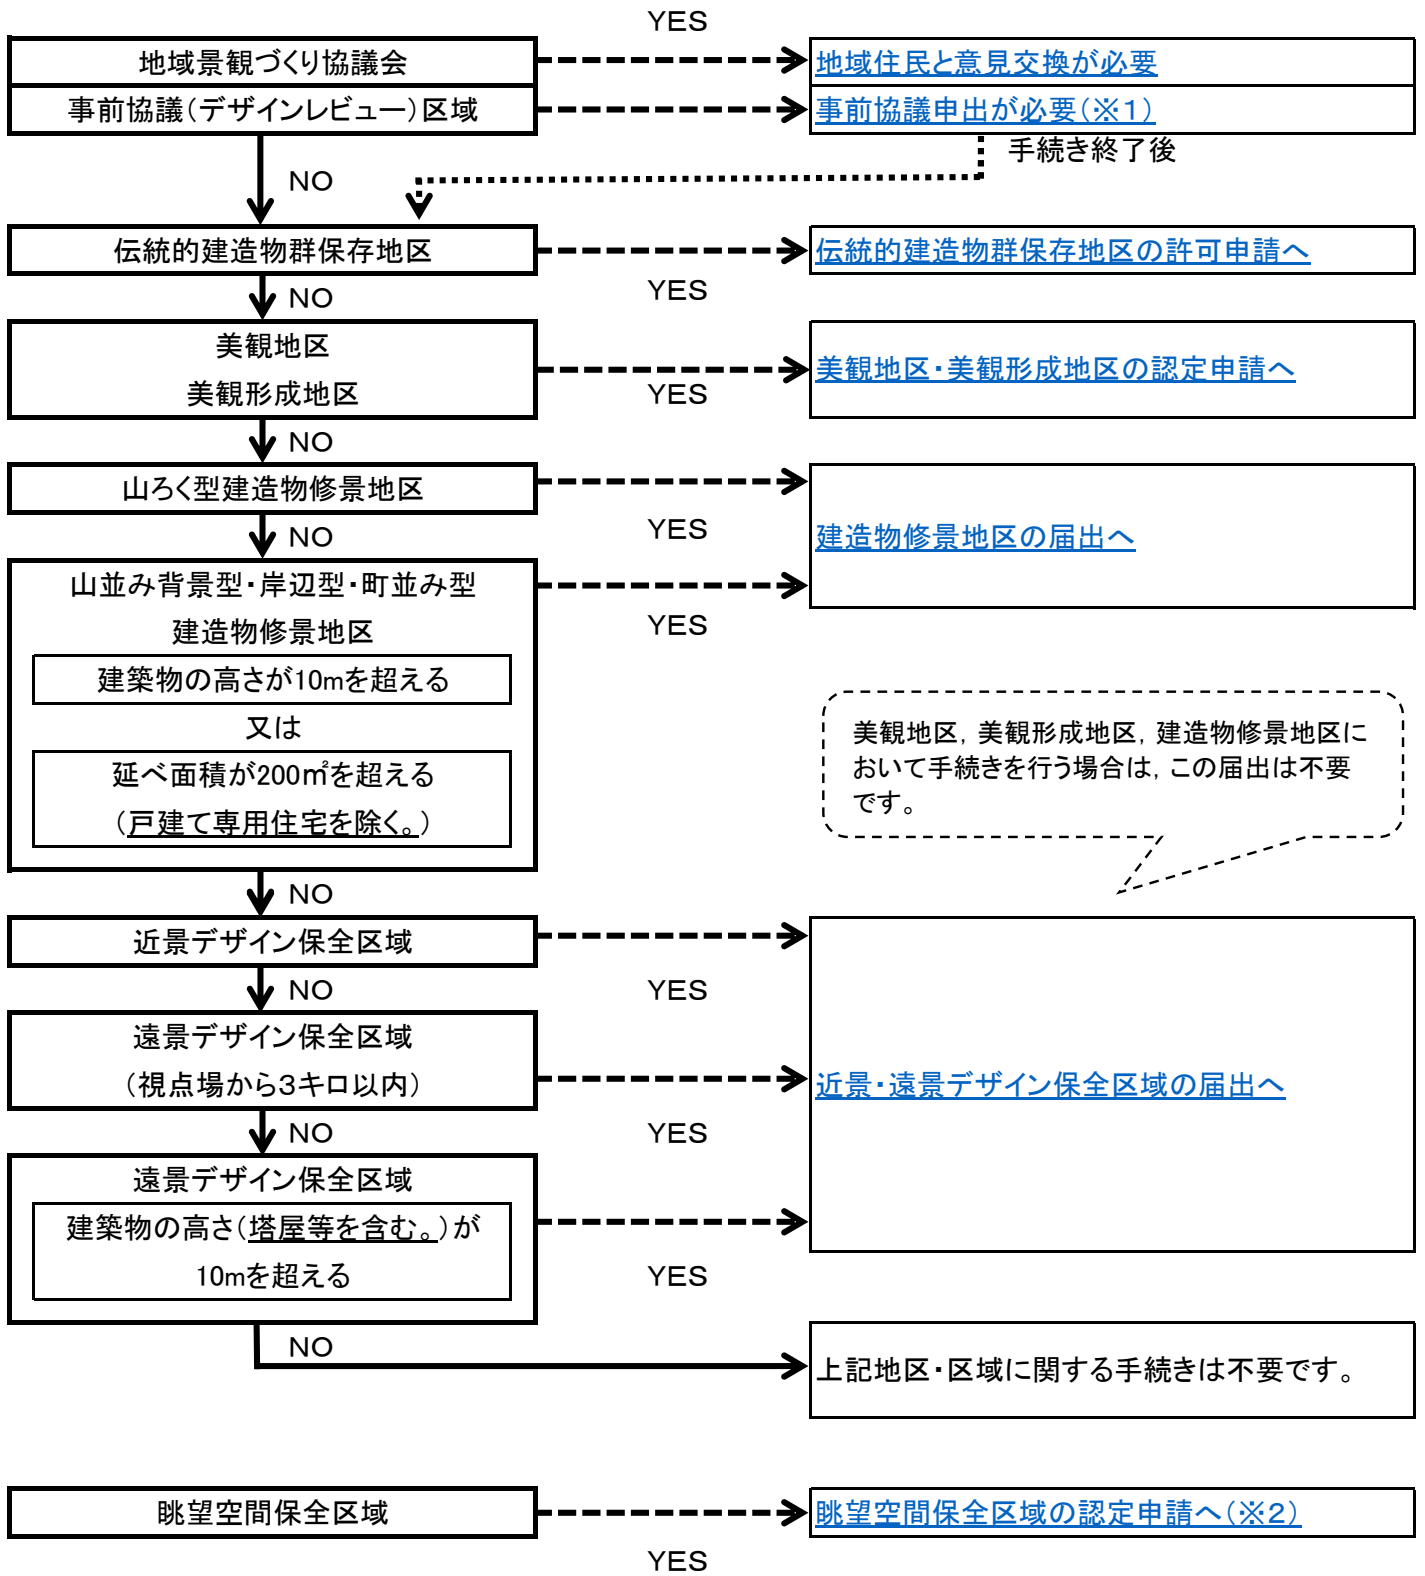 YES
地域景観づくり協議会
地域住民と意見交換が必要
事前協議（デザインレビュー）区域
事前協議申出が必要（※１）
手続き終了後
NO
伝統的建造物群保存地区
伝統的建造物群保存地区の許可申請へ
YES
NO
美観地区
美観形成地区
美観地区・美観形成地区の認定申請へ
YES
NO
山ろく型建造物修景地区
YES
建造物修景地区の届出へ
NO
山並み背景型・岸辺型・町並み型
建造物修景地区
YES
建築物の高さが10mを超える
又は
延べ面積が200㎡を超える
（戸建て専用住宅を除く。）
美観地区，美観形成地区，建造物修景地区に
おいて手続きを行う場合は，この届出は不要
です。
NO
近景デザイン保全区域
YES
NO
遠景デザイン保全区域
（視点場から３キロ以内）
近景・遠景デザイン保全区域の届出へ
YES
NO
遠景デザイン保全区域
建築物の高さ（塔屋等を含む。）が
10mを超える
YES
NO
上記地区・区域に関する手続きは不要です。
眺望空間保全区域
眺望空間保全区域の認定申請へ（※２）
YES